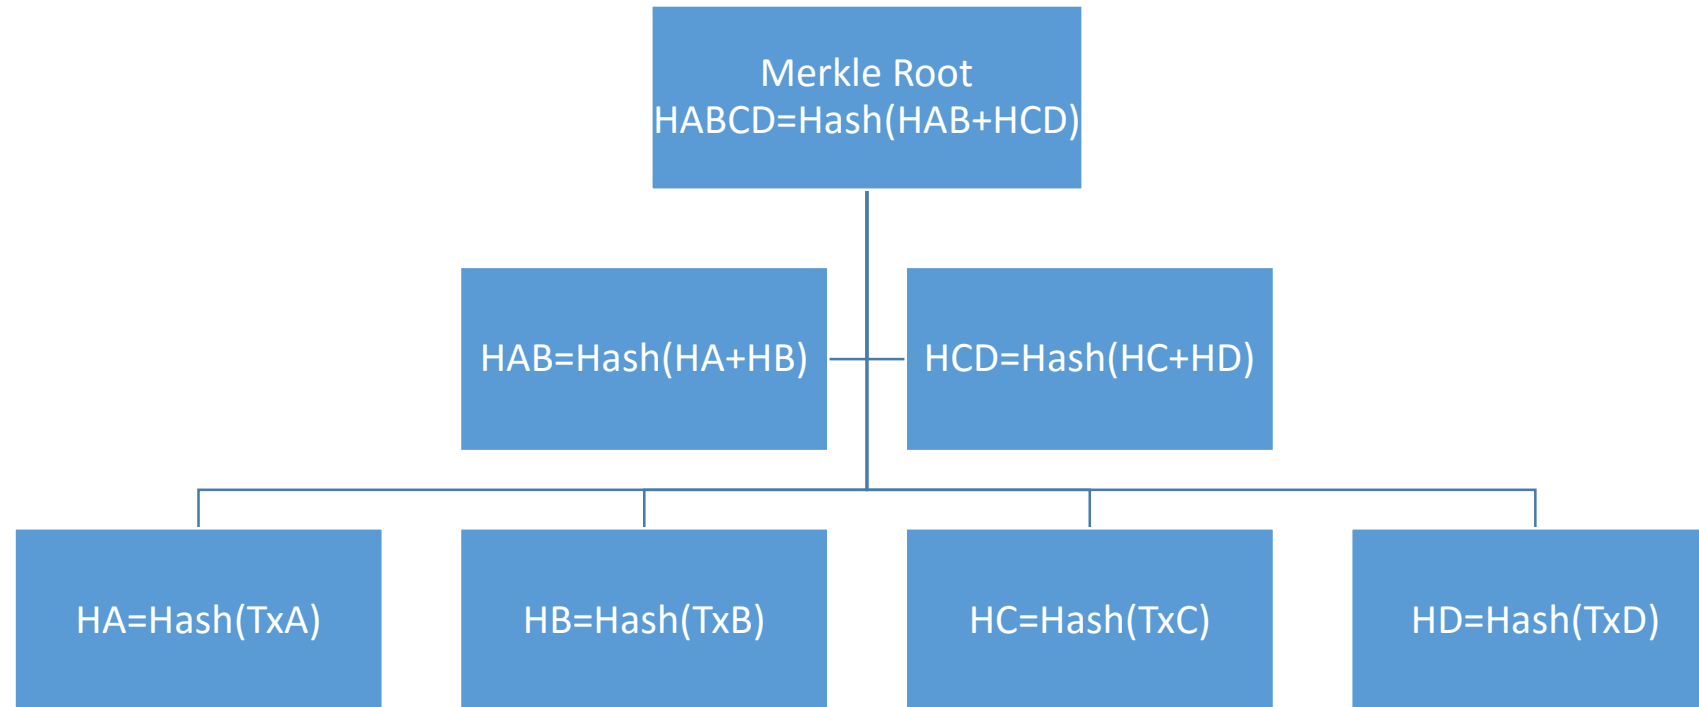 Merkle Root
HABCD=Hash(HAB+HCD)
HAB=Hash(HA+HB)
HCD=Hash(HC+HD)
HA=Hash(TxA)
HB=Hash(TxB)
HC=Hash(TxC)
HD=Hash(TxD)